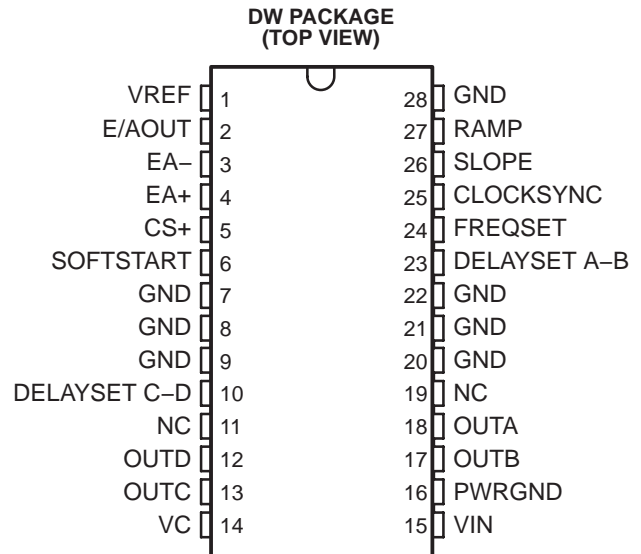 DW PACKAGE
(TOP VIEW)
VREF 1 28 GND
E/AOUT 2 27 RAMP
EA− 3 26 SLOPE
EA+ 4 25 CLOCKSYNC
CS+ 5 24 FREQSET
SOFTSTART 6 23 DELAYSET A−B
GND 7 22 GND
GND 8 21 GND
GND 9 20 GND
DELAYSET C−D 10 19 NC
NC 11 18 OUTA
OUTD 12 17 OUTB
OUTC 13 16 PWRGND
VC 14 15 VIN